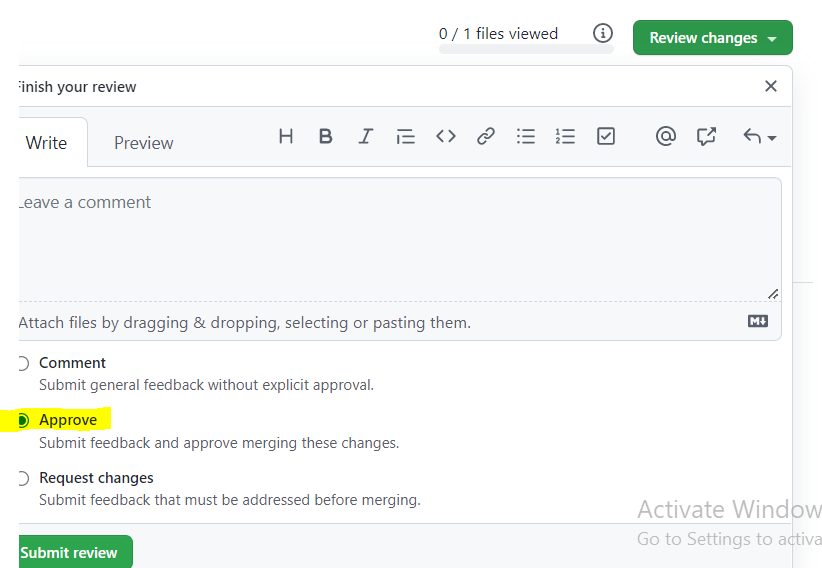 0 / 1 files viewed
Review changes
Finish your review
Write
Preview
H B I
Leave a comment
Attach files by dragging & dropping, selecting or pasting them.
M↓
Comment
Submit general feedback without explicit approval.
Approve
Submit feedback and approve merging these changes.
Request changes
Submit feedback that must be addressed before merging.
Submit review
Activate Window
Go to Settings to activa